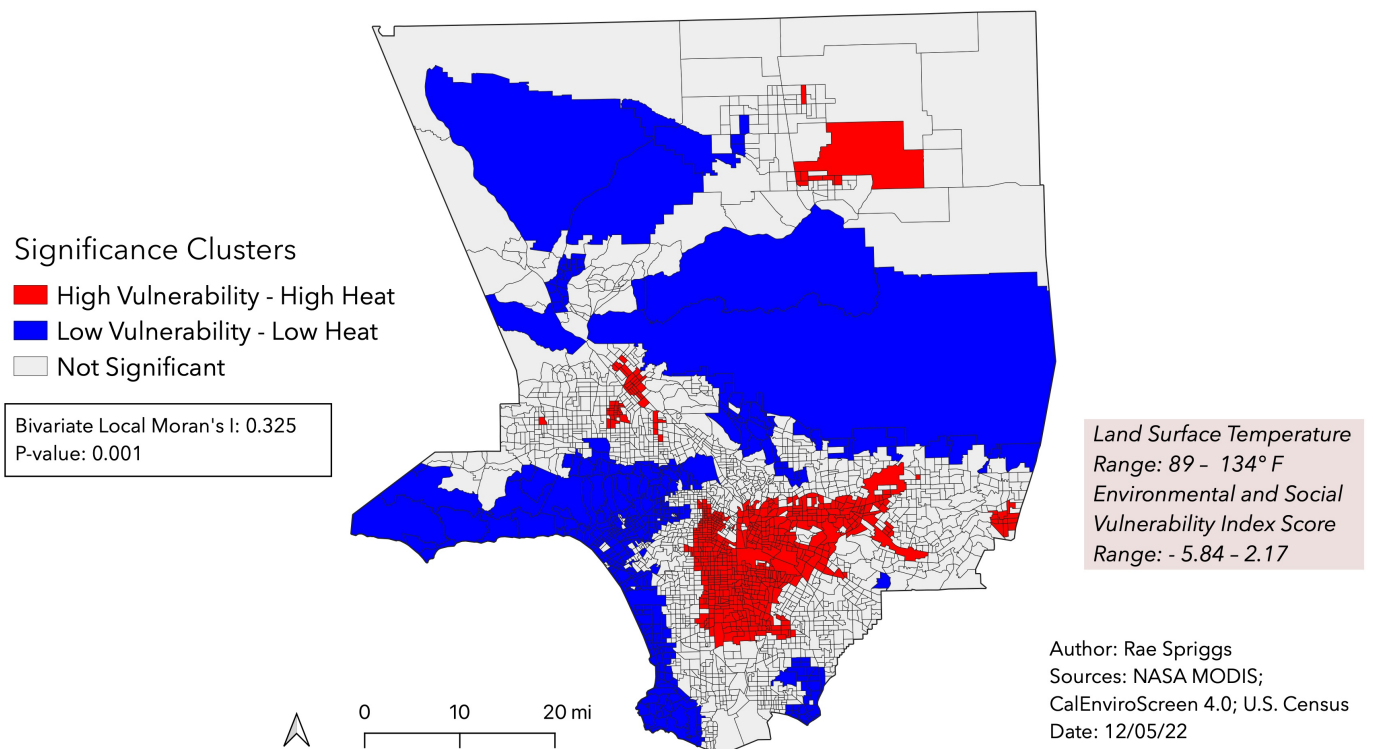 Significance Clusters
High Vulnerability - High Heat
Low Vulnerability - Low Heat
Not Significant
Bivariate Local Moran's I: 0.325
P-value: 0.001
Land Surface Temperature
Range: 89 – 134° F
Environmental and Social
Vulnerability Index Score
Range: - 5.84 – 2.17
Author: Rae Spriggs
Sources: NASA MODIS;
CalEnviroScreen 4.0; U.S. Census
Date: 12/05/22
0 10 20 mi